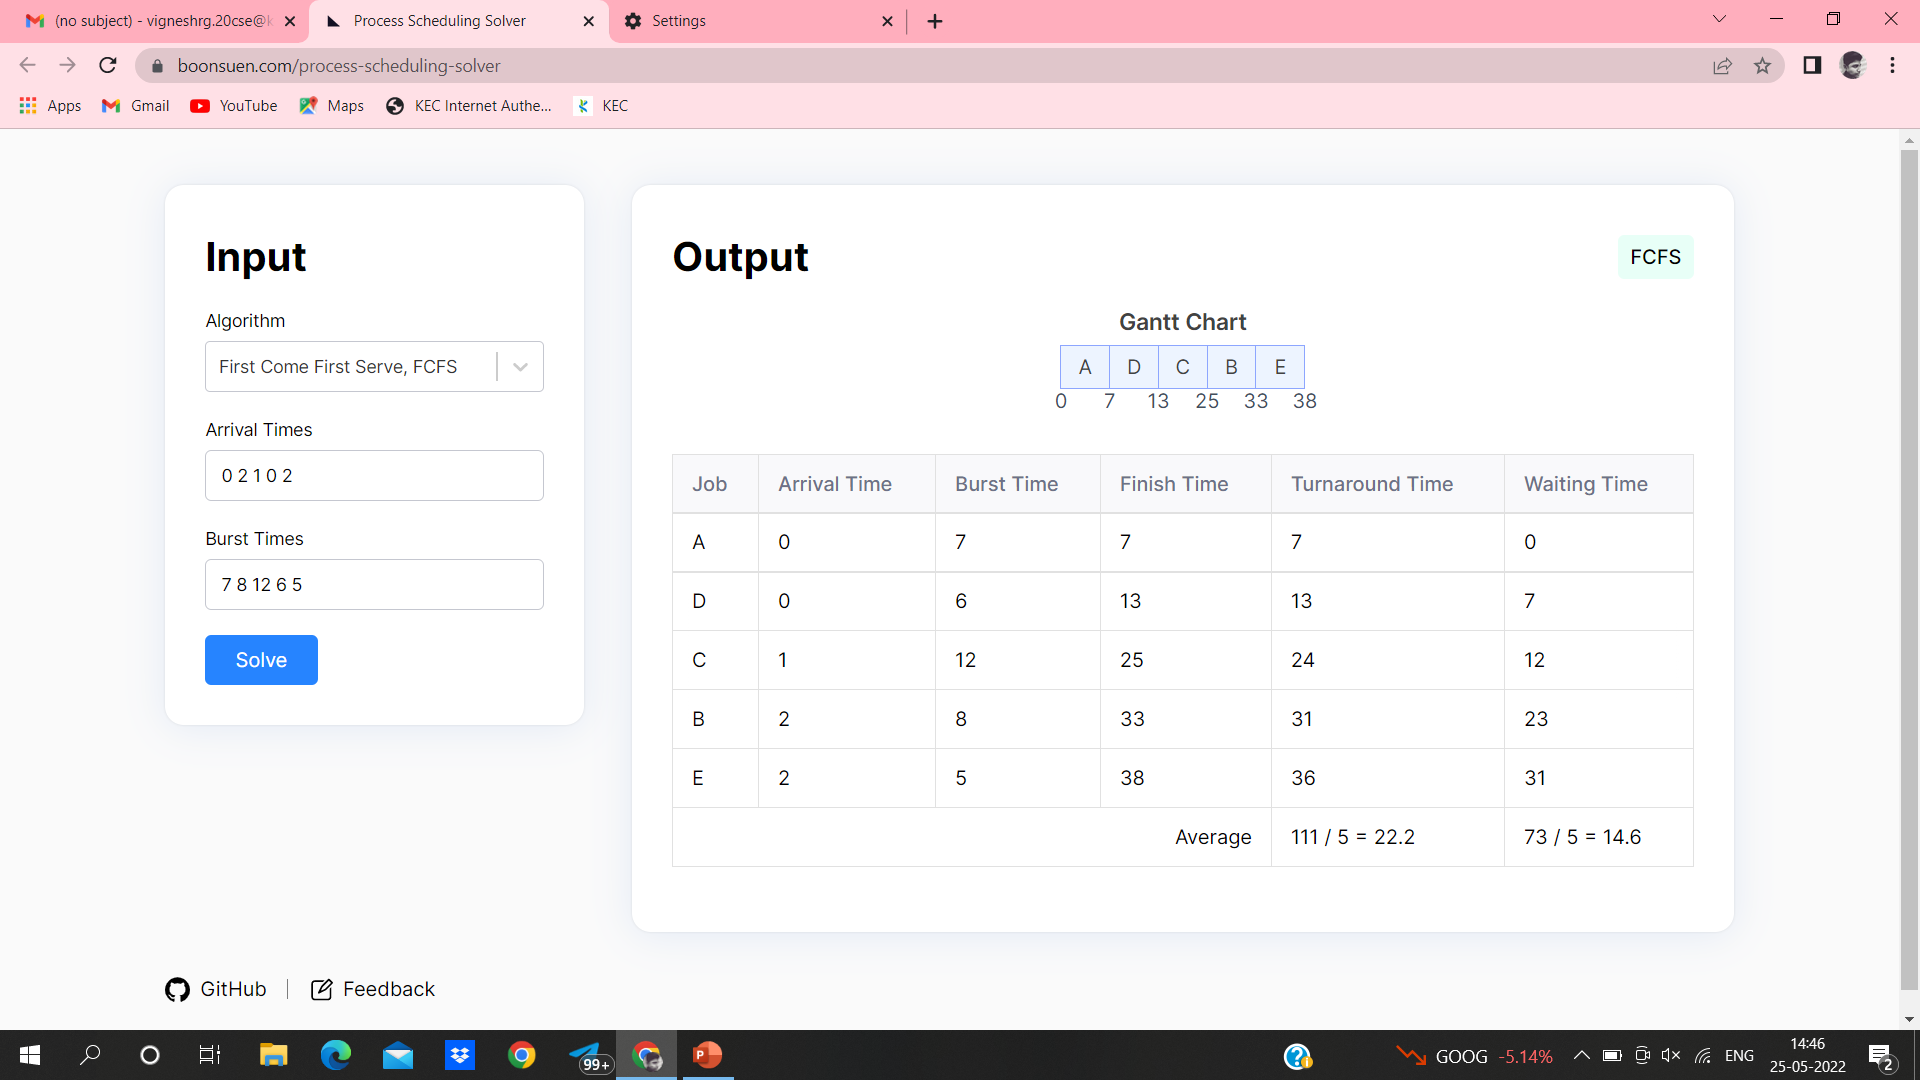 (no subject) - vigneshrg.20cse@k
Process Scheduling Solver
Settings
boonsuen.com/process-scheduling-solver
Apps
Gmail
YouTube
Maps
KEC Internet Authe...
KEC
Input
Algorithm
First Come First Serve, FCFS
Arrival Times
0 2 1 0 2
Burst Times
7 8 12 6 5
Solve
Output
FCFS
Gantt Chart
A D C B E
0 7 13 25 33 38
Job Arrival Time Burst Time Finish Time Turnaround Time Waiting Time
A 0 7 7 7 0
D 0 6 13 13 7
C 1 12 25 24 12
B 2 8 33 31 23
E 2 5 38 36 31
Average 111 / 5 = 22.2 73 / 5 = 14.6
GitHub
Feedback
99+
P
?
GOOG -5.14%
ENG
14:46
25-05-2022
2